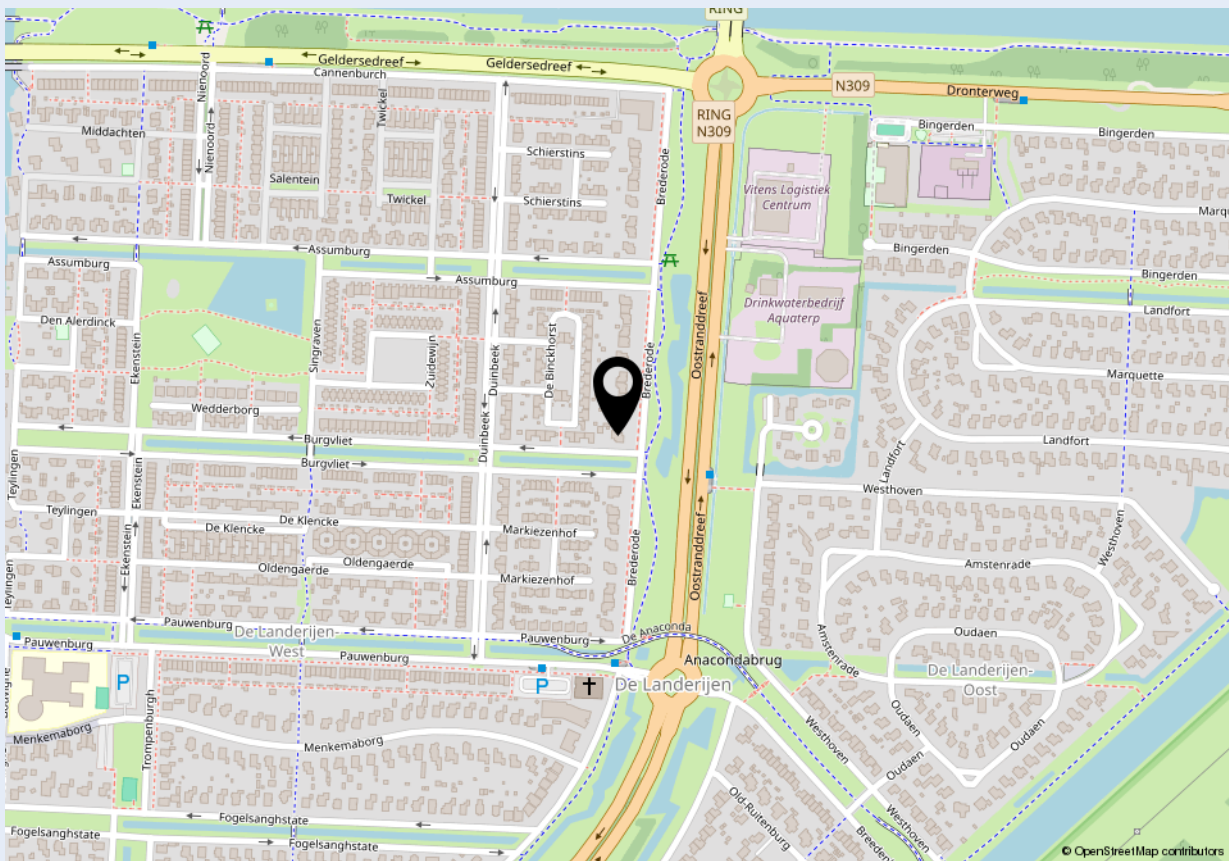 RING
Geldersedreef
Geldersedreef
Cannenburch
N309
Dronterweg
RING
N309
Nienoord
Nienoord
Twickel
Middachten
Bingerden
Bingerden
Schierstins
Brederode
Salentein
Vitens Logistiek
Centrum
Twickel
Schierstins
Assumburg
Bingerden
Assumburg
Assumburg
Bingerden
Drinkwaterbedrijf
Aquaterp
Landfort
Den Alerdinck
Ekenstein
Singraven
Zuidewijn
Duinbeek
De Binckhorst
Brederode
Oostranddreef
Marquette
Wedderborg
Duinbeek
Burgvliet
Landfort
Landfort
Burgvliet
Teylingen
Ekenstein
Westhoven
Teylingen
De Klencke
De Klencke
Markiezenhof
Westhoven
Ekenstein
Oldengaerde
Oldengaerde
Markiezenhof
Brederode
Oostranddreef
Amstenrade
Teylingen
Pauwenburg
De Landerijen
West
Pauwenburg
De Anaconda
Oudaen
Pauwenburg
Pauwenburg
Anacondabrug
Amstenrade
De Landerijen-
Oost
P
P
De Landerijen
Trompenburgh
Menkemaborg
Menkemaborg
Westhoven
Oudaen
Oudaen
Oudaen
Old-Ruitenburg
Westhoven
Fogelsanghstate
Fogelsanghstate
Fogelsanghstate
© OpenStreetMap contributors